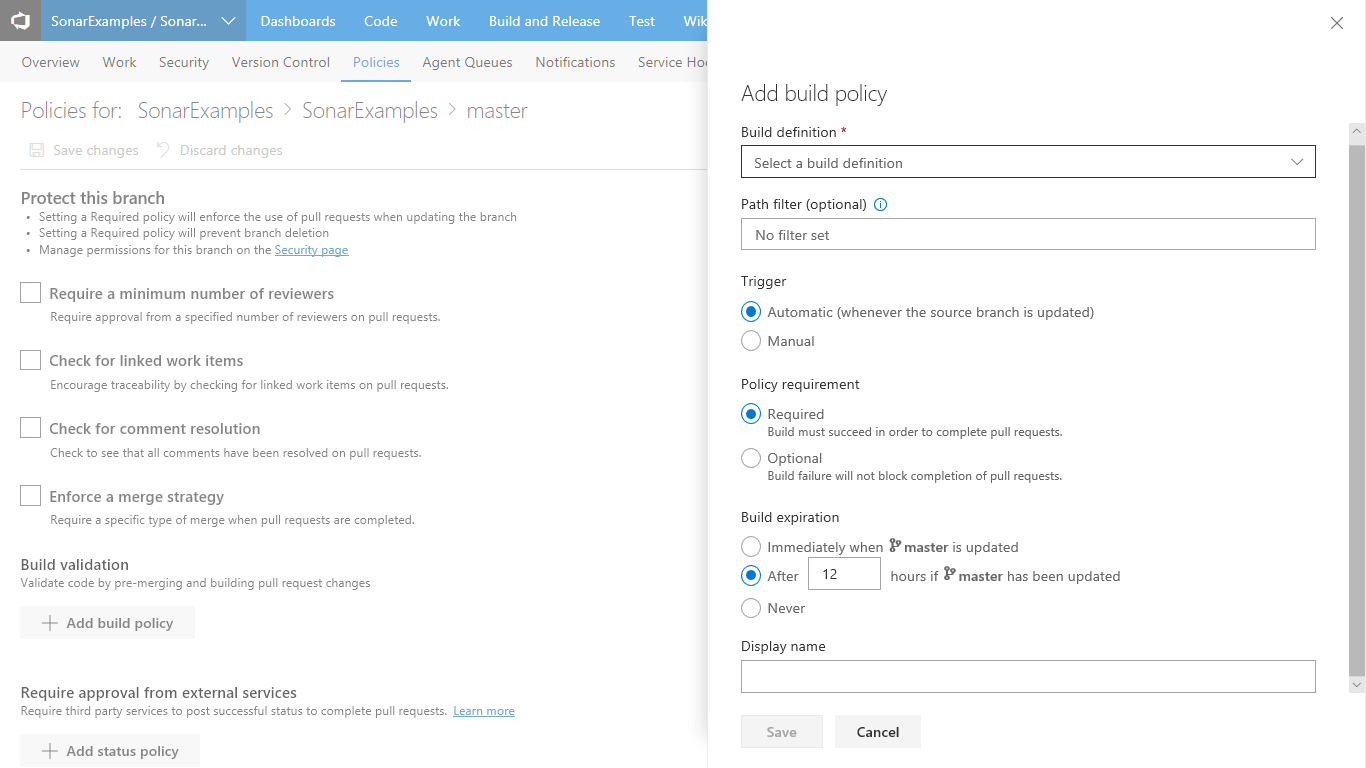 SonarExamples / Sonar...
Dashboards
Code
Work
Build and Release
Test
Wik
Overview
Work
Security
Version Control
Policies
Agent Queues
Notifications
Service Hoo
Policies for: SonarExamples > SonarExamples > master
Save changes
Discard changes
Protect this branch
• Setting a Required policy will enforce the use of pull requests when updating the branch
• Setting a Required policy will prevent branch deletion
• Manage permissions for this branch on the Security page
Require a minimum number of reviewers
Require approval from a specified number of reviewers on pull requests.
Check for linked work items
Encourage traceability by checking for linked work items on pull requests.
Check for comment resolution
Check to see that all comments have been resolved on pull requests.
Enforce a merge strategy
Require a specific type of merge when pull requests are completed.
Build validation
Validate code by pre-merging and building pull request changes
Add build policy
Require approval from external services
Require third party services to post successful status to complete pull requests. Learn more
Add status policy
Add build policy
Build definition *
Select a build definition
Path filter (optional)
No filter set
Trigger
Automatic (whenever the source branch is updated)
Manual
Policy requirement
Required
Build must succeed in order to complete pull requests.
Optional
Build failure will not block completion of pull requests.
Build expiration
Immediately when master is updated
After 12 hours if master has been updated
Never
Display name
Save
Cancel